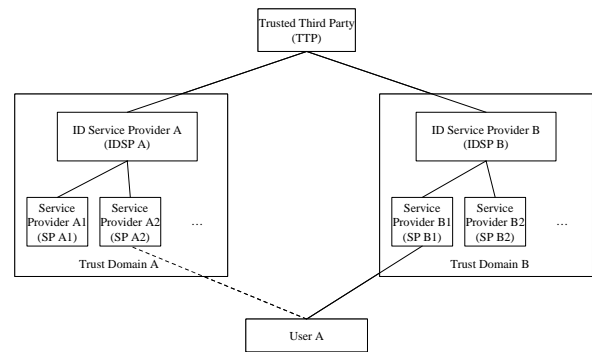 Trusted Third Party
(TTP)
ID Service Provider A
(IDSP A)
ID Service Provider B
(IDSP B)
Service
Provider A1
(SP A1)
Service
Provider A2
(SP A2)
...
Service
Provider B1
(SP B1)
Service
Provider B2
(SP B2)
...
Trust Domain A
Trust Domain B
User A